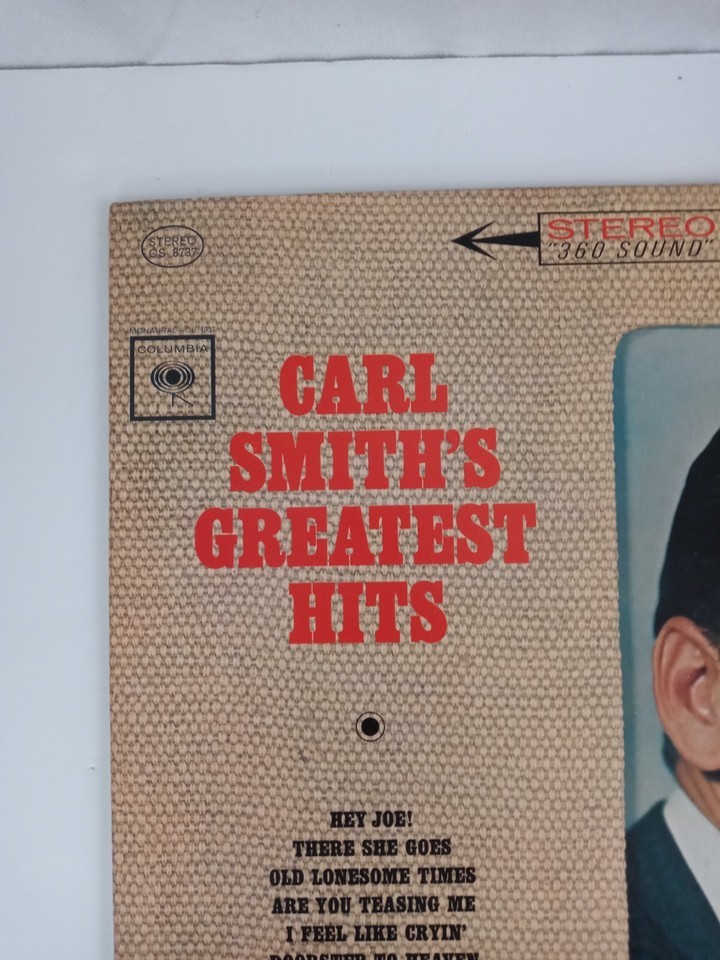 STEREO
CS 8737
STEREO
"360 SOUND"
COLUMBIA
CARL
SMITH'S
GREATEST
HITS
HEY JOE!
THERE SHE GOES
OLD LONESOME TIMES
ARE YOU TEASING ME
I FEEL LIKE CRYIN'